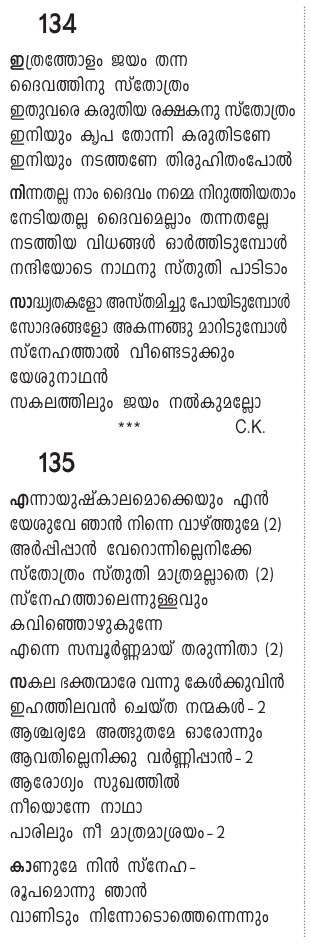 134
ഇത്രത്തോളം ജയം തന്ന
ദൈവത്തിനു സ്തോത്രം
ഇതുവരെ കരുതിയ രക്ഷകനു സ്തോത്രം
ഇനിയും കൃപ തോന്നി കരുതിടണേ
ഇനിയും നടത്തണേ തിരുഹിതംപോൽ
നിന്നതല്ല നാം ദൈവം നമ്മെ നിറുത്തിയതാം
നേടിയതല്ല ദൈവമെല്ലാം തന്നതല്ലേ
നടത്തിയ വിധങ്ങൾ ഓർത്തിടുമ്പോൾ
നന്ദിയോടെ നാഥനു സ്തുതി പാടിടാം
സാദ്ധ്യതകളോ അസ്തമിച്ചു പോയിടുമ്പോൾ
സോദരങ്ങളോ അകന്നങ്ങു മാറിടുമ്പോൾ
സ്നേഹത്താൽ വീണ്ടെടുക്കും
യേശുനാഥൻ
സകലത്തിലും ജയം നൽകുമല്ലോ
*** C.K.
135
എന്നായുഷ്കാലമൊക്കെയും എൻ
യേശുവേ ഞാൻ നിന്നെ വാഴ്ത്തുമേ (2)
അർപ്പിപ്പാൻ വേറൊന്നില്ലെനിക്കേ
സ്തോത്രം സ്തുതി മാത്രമല്ലാതെ (2)
സ്നേഹത്താലെന്നുള്ളവും
കവിഞ്ഞൊഴുകുന്നേ
എന്നെ സമ്പൂർണ്ണമായ് തരുന്നിതാ (2)
സകല ഭക്തന്മാരേ വന്നു കേൾക്കുവിൻ
ഇഹത്തിലവൻ ചെയ്ത നന്മകൾ-2
ആശ്ചര്യമേ അത്ഭുതമേ ഓരോന്നും
ആവതില്ലെനിക്കു വർണ്ണിപ്പാൻ-2
ആരോഗ്യം സുഖത്തിൽ
നീയൊന്നേ നാഥാ
പാരിലും നീ മാത്രമാശ്രയം-2
കാണുമേ നിൻ സ്നേഹ-
രൂപമൊന്നു ഞാൻ
വാണിടും നിന്നോടൊത്തെന്നെന്നും